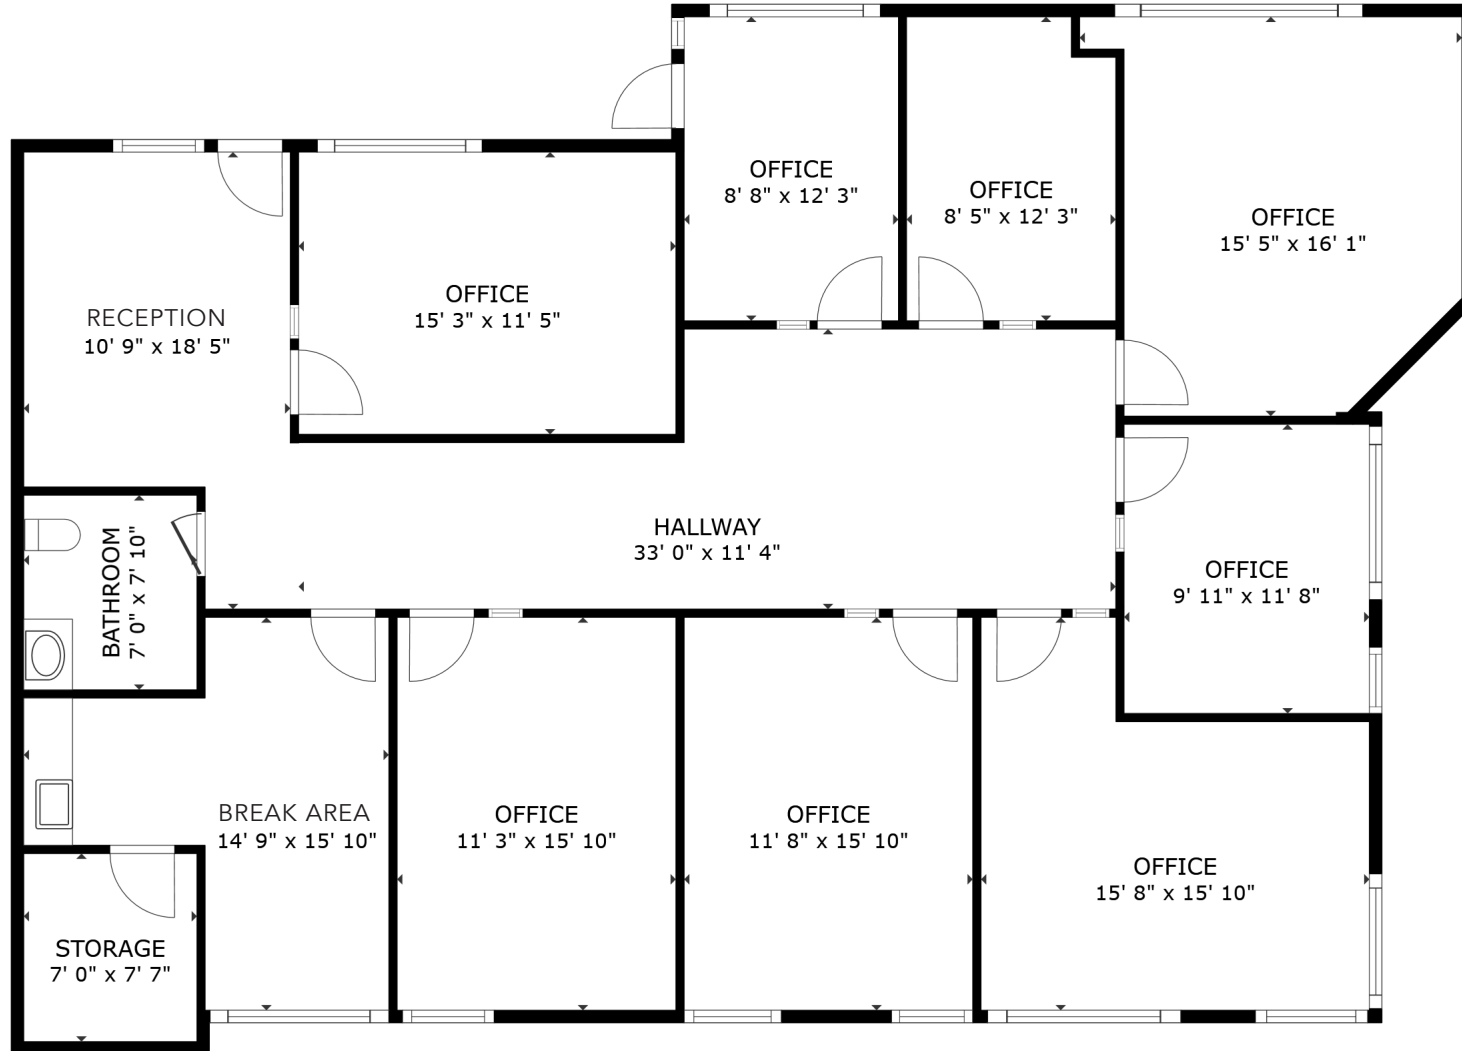 OFFICE
8' 8" x 12' 3"
OFFICE
8' 5" x 12' 3"
OFFICE
15' 5" x 16' 1"
OFFICE
15' 3" x 11' 5"
RECEPTION
10' 9" x 18' 5"
HALLWAY
33' 0" x 11' 4"
BATHROOM
7' 0" x 7' 10"
OFFICE
9' 11" x 11' 8"
BREAK AREA
14' 9" x 15' 10"
OFFICE
11' 3" x 15' 10"
OFFICE
11' 8" x 15' 10"
OFFICE
15' 8" x 15' 10"
STORAGE
7' 0" x 7' 7"